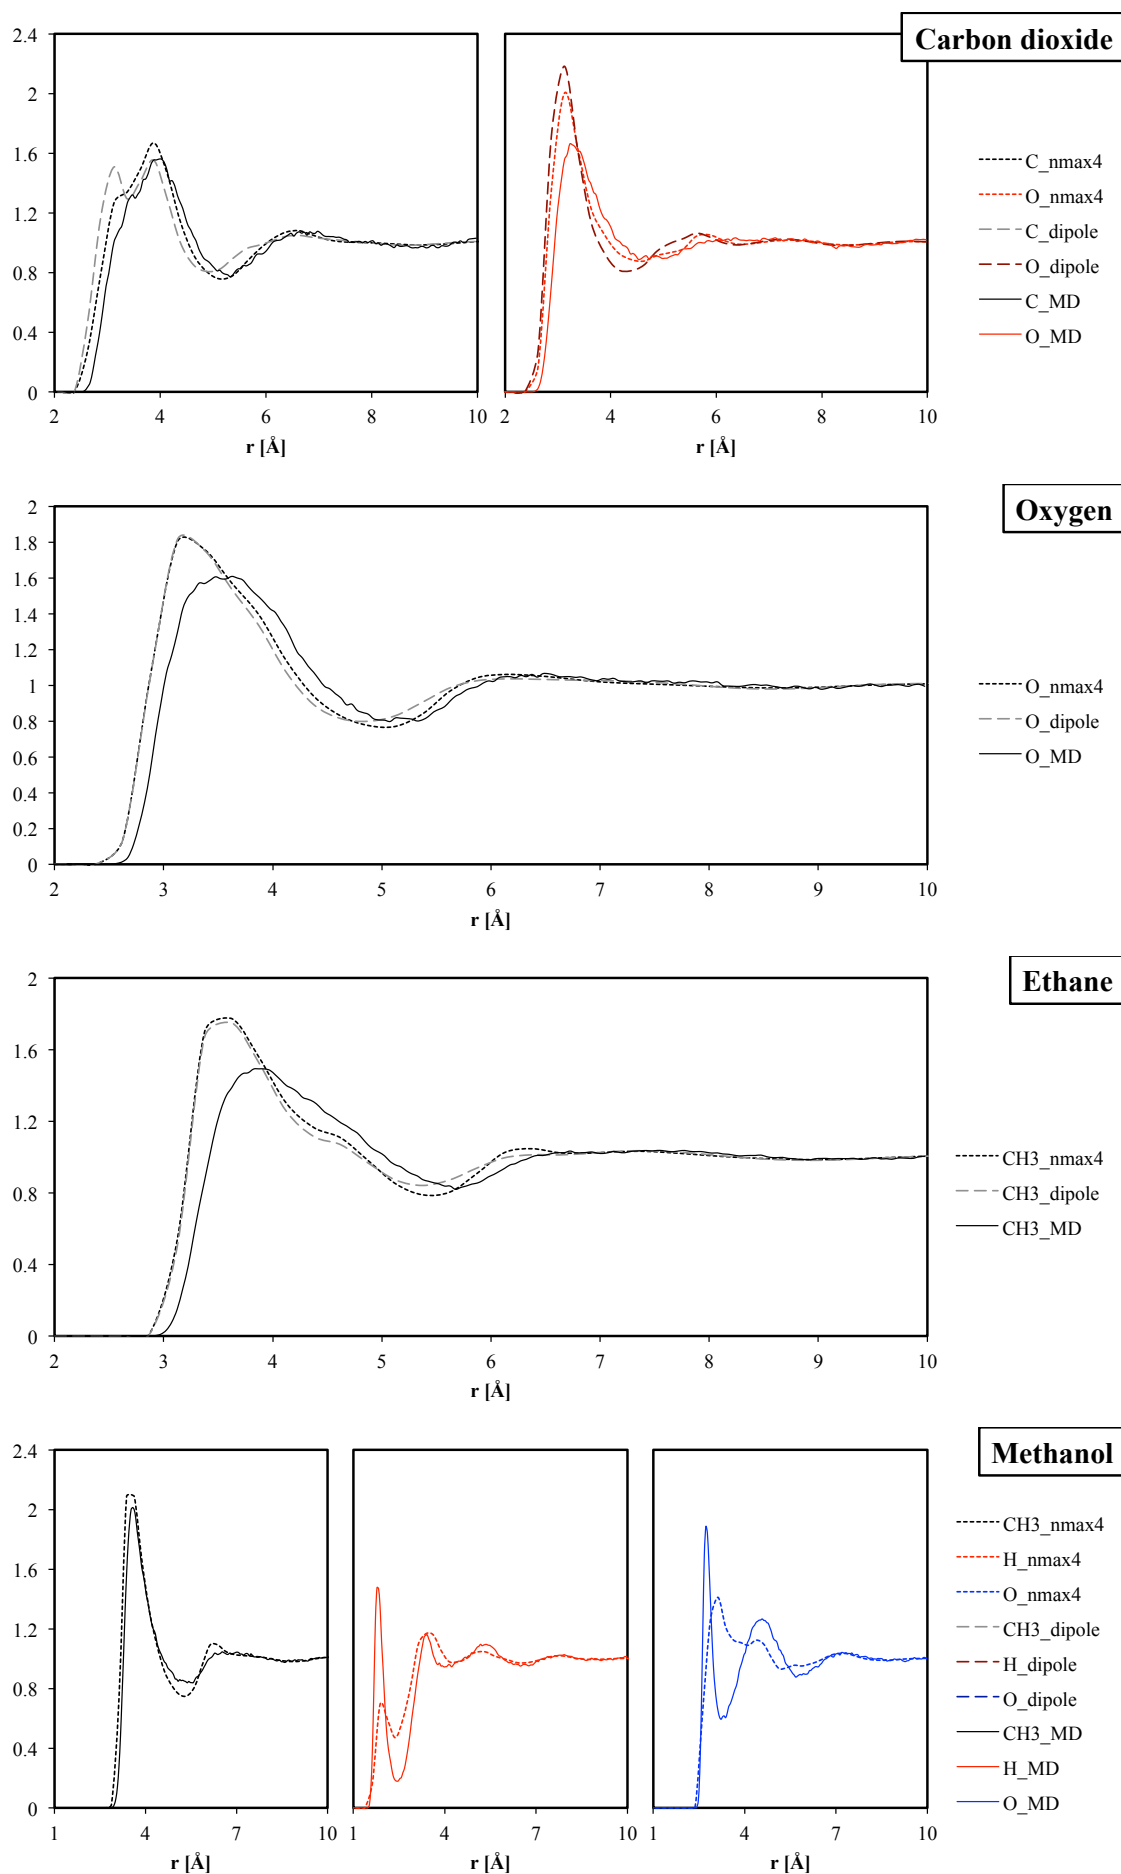 Carbon dioxide
2.4
2
1.6
1.2
0.8
0.4
0
2 4 6 8 10
r [Å]
2 4 6 8 10
r [Å]
C_nmax4
O_nmax4
C_dipole
O_dipole
C_MD
O_MD
Oxygen
2
1.8
1.6
1.4
1.2
1
0.8
0.6
0.4
0.2
0
2 3 4 5 6 7 8 9 10
r [Å]
O_nmax4
O_dipole
O_MD
Ethane
2
1.6
1.2
0.8
0.4
0
2 3 4 5 6 7 8 9 10
r [Å]
CH3_nmax4
CH3_dipole
CH3_MD
Methanol
2.4
2
1.6
1.2
0.8
0.4
0
1 4 7 10
r [Å]
1 4 7 10
r [Å]
1 4 7 10
r [Å]
CH3_nmax4
H_nmax4
O_nmax4
CH3_dipole
H_dipole
O_dipole
CH3_MD
H_MD
O_MD